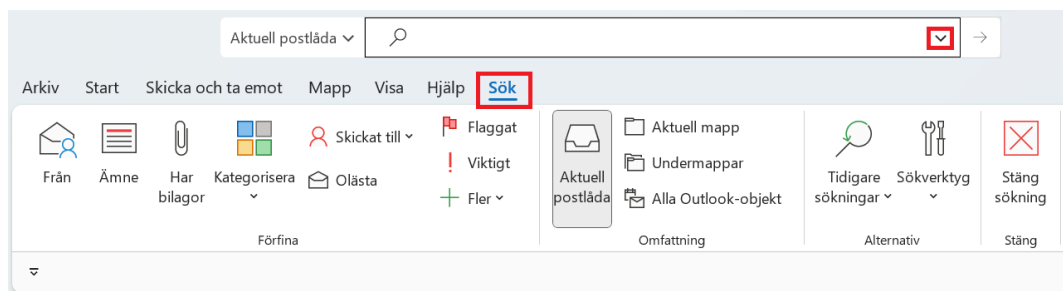 Aktuell postlåda
Arkiv Start Skicka och ta emot Mapp Visa Hjälp Sök
Från
Ämne
Har
bilagor
Kategorisera
Skickat till
Olästa
Flaggat
Viktigt
Fler
Förfina
Aktuell
postlåda
Aktuell mapp
Undermappar
Alla Outlook-objekt
Omfattning
Tidigare
sökningar
Sökverktyg
Alternativ
Stäng
sökning
Stäng